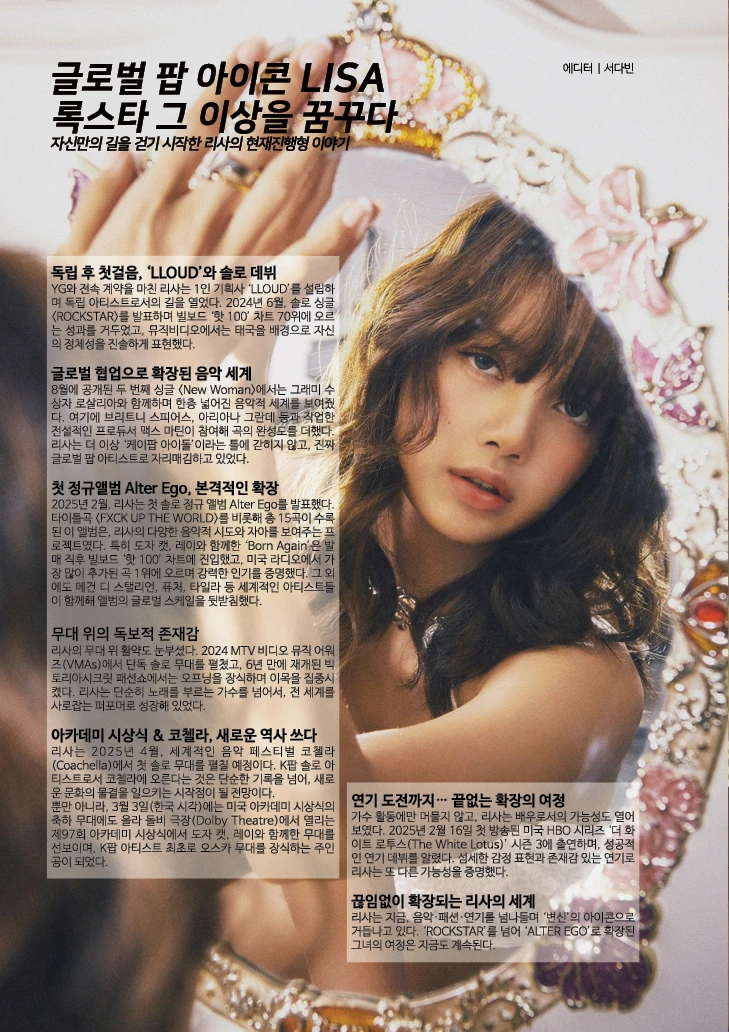 글로벌 팝 아이콘 LISA
록스타 그 이상을 꿈꾸다
자신만의 길을 걷기 시작한 리사의 현재진행형 이야기
에디터 | 서다빈
독립 후 첫걸음, ‘LLOUD’와 솔로 데뷔
YG와 전속 계약을 마친 리사는 1인 기획사 ‘LLOUD’를 설립하
며 독립 아티스트로서의 길을 열었다. 2024년 6월, 솔로 싱글
〈ROCKSTAR〉를 발표하며 빌보드 ‘핫 100’ 차트 70위에 오르
는 성과를 거두었고, 뮤직비디오에서는 태국을 배경으로 자신
의 정체성을 진솔하게 표현했다.
글로벌 협업으로 확장된 음악 세계
8월에 공개된 두 번째 싱글 〈New Woman〉에서는 그래미 수
상자 로살리아와 함께하며 한층 넓어진 음악적 세계를 보여줬
다. 여기에 브리트니 스피어스, 아리아나 그란데 등과 작업한
전설적인 프로듀서 맥스 마틴이 참여해 곡의 완성도를 더했다.
리사는 더 이상 ‘케이팝 아이돌’이라는 틀에 갇히지 않고, 진짜
글로벌 팝 아티스트로 자리매김하고 있었다.
첫 정규앨범 Alter Ego, 본격적인 확장
2025년 2월, 리사는 첫 솔로 정규 앨범 Alter Ego를 발표했다.
타이틀곡 〈FXCK UP THE WORLD〉를 비롯해 총 15곡이 수록
된 이 앨범은, 리사의 다양한 음악적 시도와 자아를 보여주는 프
로젝트였다. 특히 도자 캣, 레이와 함께한 ‘Born Again’은 발
매 직후 빌보드 ‘핫 100’ 차트에 진입했고, 미국 라디오에서 가
장 많이 추가된 곡 1위에 오르며 강력한 인기를 증명했다. 그 외
에도 메건 디 스탤리언, 퓨처, 타일라 등 세계적인 아티스트들
이 함께해 앨범의 글로벌 스케일을 뒷받침했다.
무대 위의 독보적 존재감
리사의 무대 위 활약도 눈부셨다. 2024 MTV 비디오 뮤직 어워
즈(VMAs)에서 단독 솔로 무대를 펼쳤고, 6년 만에 재개된 빅
토리아시크릿 패션쇼에서는 오프닝을 장식하며 이목을 집중시
켰다. 리사는 단순히 노래를 부르는 가수를 넘어서, 전 세계를
사로잡는 퍼포머로 성장해 있었다.
아카데미 시상식 & 코첼라, 새로운 역사 쓰다
리사는 2025년 4월, 세계적인 음악 페스티벌 코첼라
(Coachella)에서 첫 솔로 무대를 펼칠 예정이다. K팝 솔로 아
티스트로서 코첼라에 오른다는 것은 단순한 기록을 넘어, 새로
운 문화의 물결을 일으키는 시작점이 될 전망이다.
뿐만 아니라, 3월 3일(한국 시각)에는 미국 아카데미 시상식의
축하 무대에도 올라 돌비 극장(Dolby Theatre)에서 열리는
제97회 아카데미 시상식에서 도자 캣, 레이와 함께한 무대를
선보이며, K팝 아티스트 최초로 오스카 무대를 장식하는 주인
공이 되었다.
연기 도전까지… 끝없는 확장의 여정
가수 활동에만 머물지 않고, 리사는 배우로서의 가능성도 열어
보였다. 2025년 2월 16일 첫 방송된 미국 HBO 시리즈 ‘더 화
이트 로투스(The White Lotus)’ 시즌 3에 출연하며, 성공적
인 연기 데뷔를 알렸다. 섬세한 감정 표현과 존재감 있는 연기로
리사는 또 다른 가능성을 증명했다.
끊임없이 확장되는 리사의 세계
리사는 지금, 음악·패션·연기를 넘나들며 ‘변신’의 아이콘으로
거듭나고 있다. ‘ROCKSTAR’를 넘어 ‘ALTER EGO’로 확장된
그녀의 여정은 지금도 계속된다.